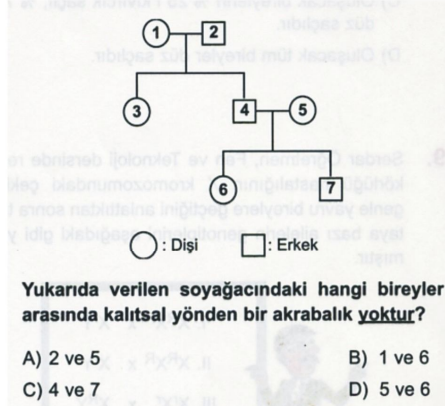 1
2
3
4
5
6
7
: Dişi : Erkek
Yukarıda verilen soyağacındaki hangi bireyler
arasında kalıtsal yönden bir akrabalık yoktur?
A) 2 ve 5 B) 1 ve 6
C) 4 ve 7 D) 5 ve 6